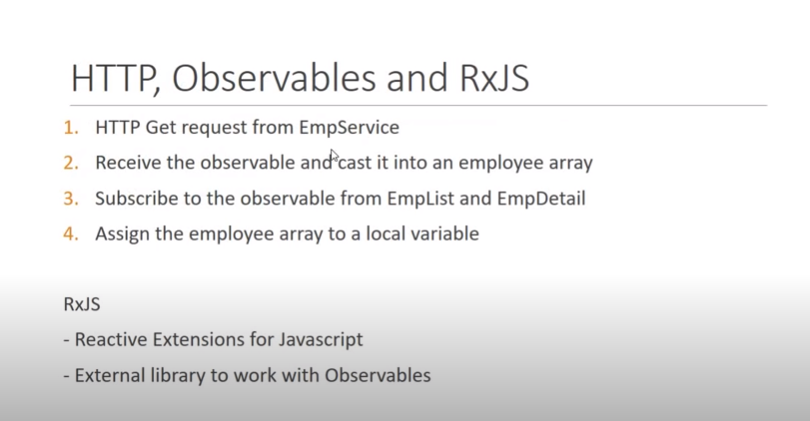 HTTP, Observables and RxJS
1. HTTP Get request from EmpService
2. Receive the observable and cast it into an employee array
3. Subscribe to the observable from EmpList and EmpDetail
4. Assign the employee array to a local variable
RxJS
- Reactive Extensions for Javascript
- External library to work with Observables